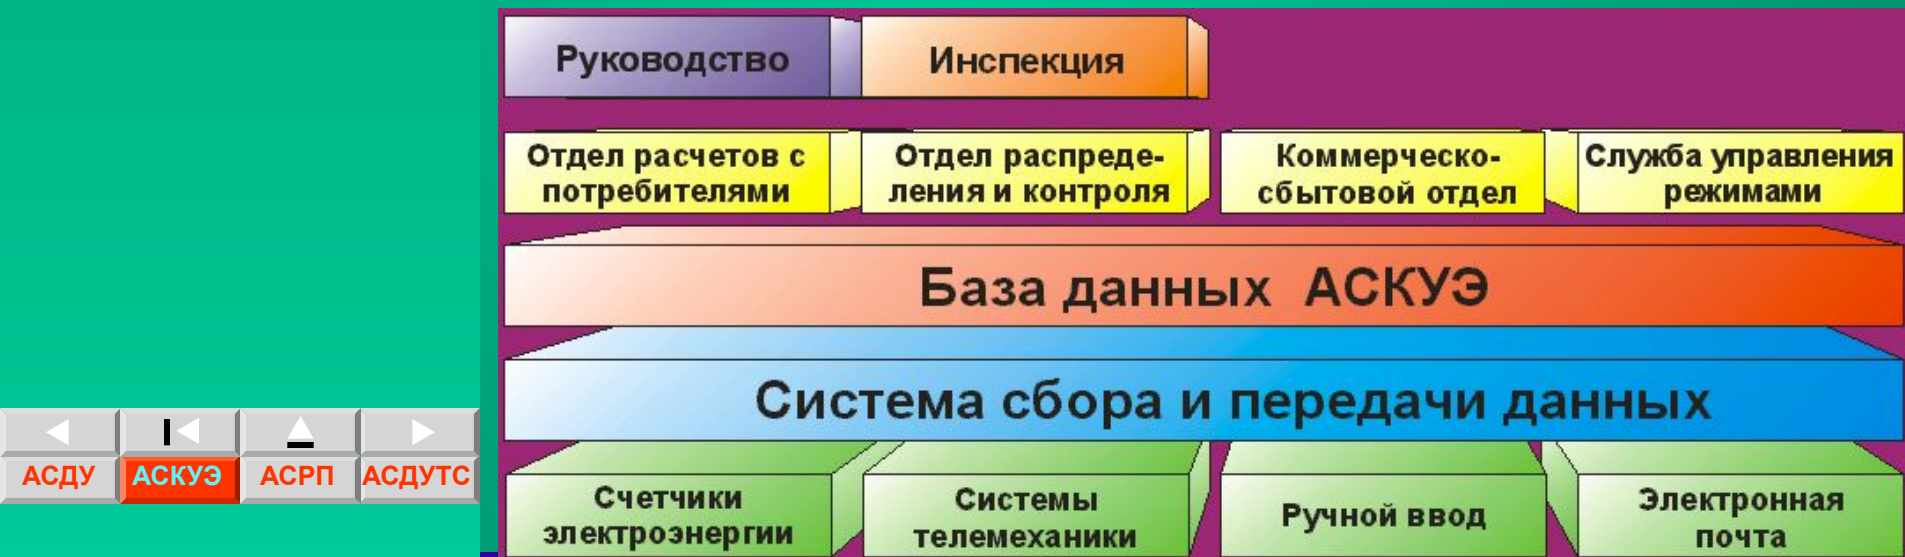 Руководство
Инспекция
Отдел расчетов с
потребителями
Отдел распреде-
ления и контроля
Коммерческо-
сбытовой отдел
Служба управления
режимами
База данных АСКУЭ
Система сбора и передачи данных
Счетчики
электроэнергии
Системы
телемеханики
Ручной ввод
Электронная
почта
АСДУ
АСКУЭ
АСРП
АСДУТС